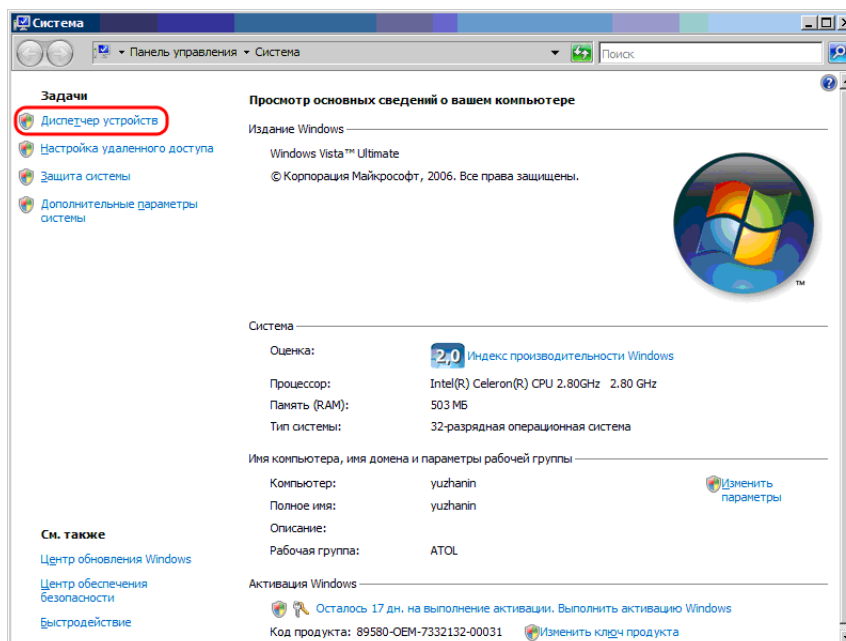 Система
Панель управления
Система
Поиск
Задачи
Диспетчер устройств
Настройка удаленного доступа
Защита системы
Дополнительные параметры
системы
Просмотр основных сведений о вашем компьютере
Издание Windows
Windows Vista™ Ultimate
© Корпорация Майкрософт, 2006. Все права защищены.
TM
Система
Оценка:
2,0 Индекс производительности Windows
Процессор:
Intel(R) Celeron(R) CPU 2.80GHz 2.80 GHz
Память (RAM):
503 МБ
Тип системы:
32-разрядная операционная система
Имя компьютера, имя домена и параметры рабочей группы
Компьютер:
yuzhanin
Изменить
параметры
Полное имя:
yuzhanin
Описание:
Рабочая группа:
ATOL
См. также
Центр обновления Windows
Центр обеспечения
безопасности
Быстродействие
Активация Windows
Осталось 17 дн. на выполнение активации. Выполнить активацию Windows
Код продукта: 89580-OEM-7332132-00031
Изменить ключ продукта